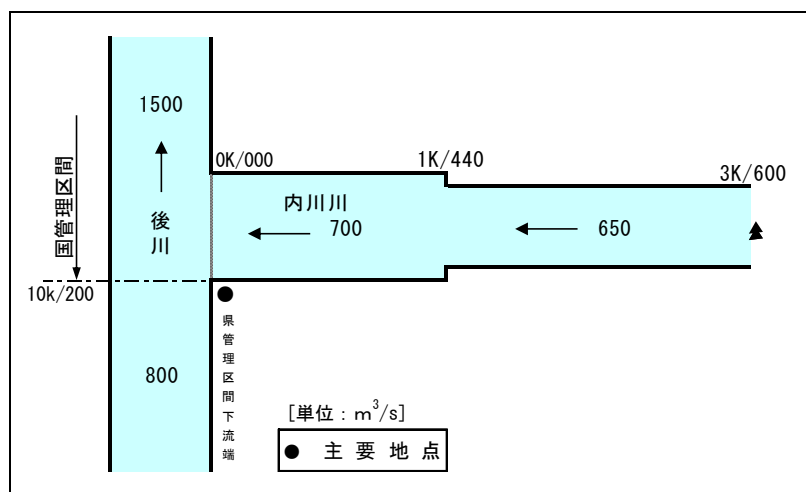 1500
国管理区間
後川
0K/000
1K/440
3K/600
内川川
700
650
10k/200
800
県管理区間下流端
[単位:m³/s]
● 主要地点